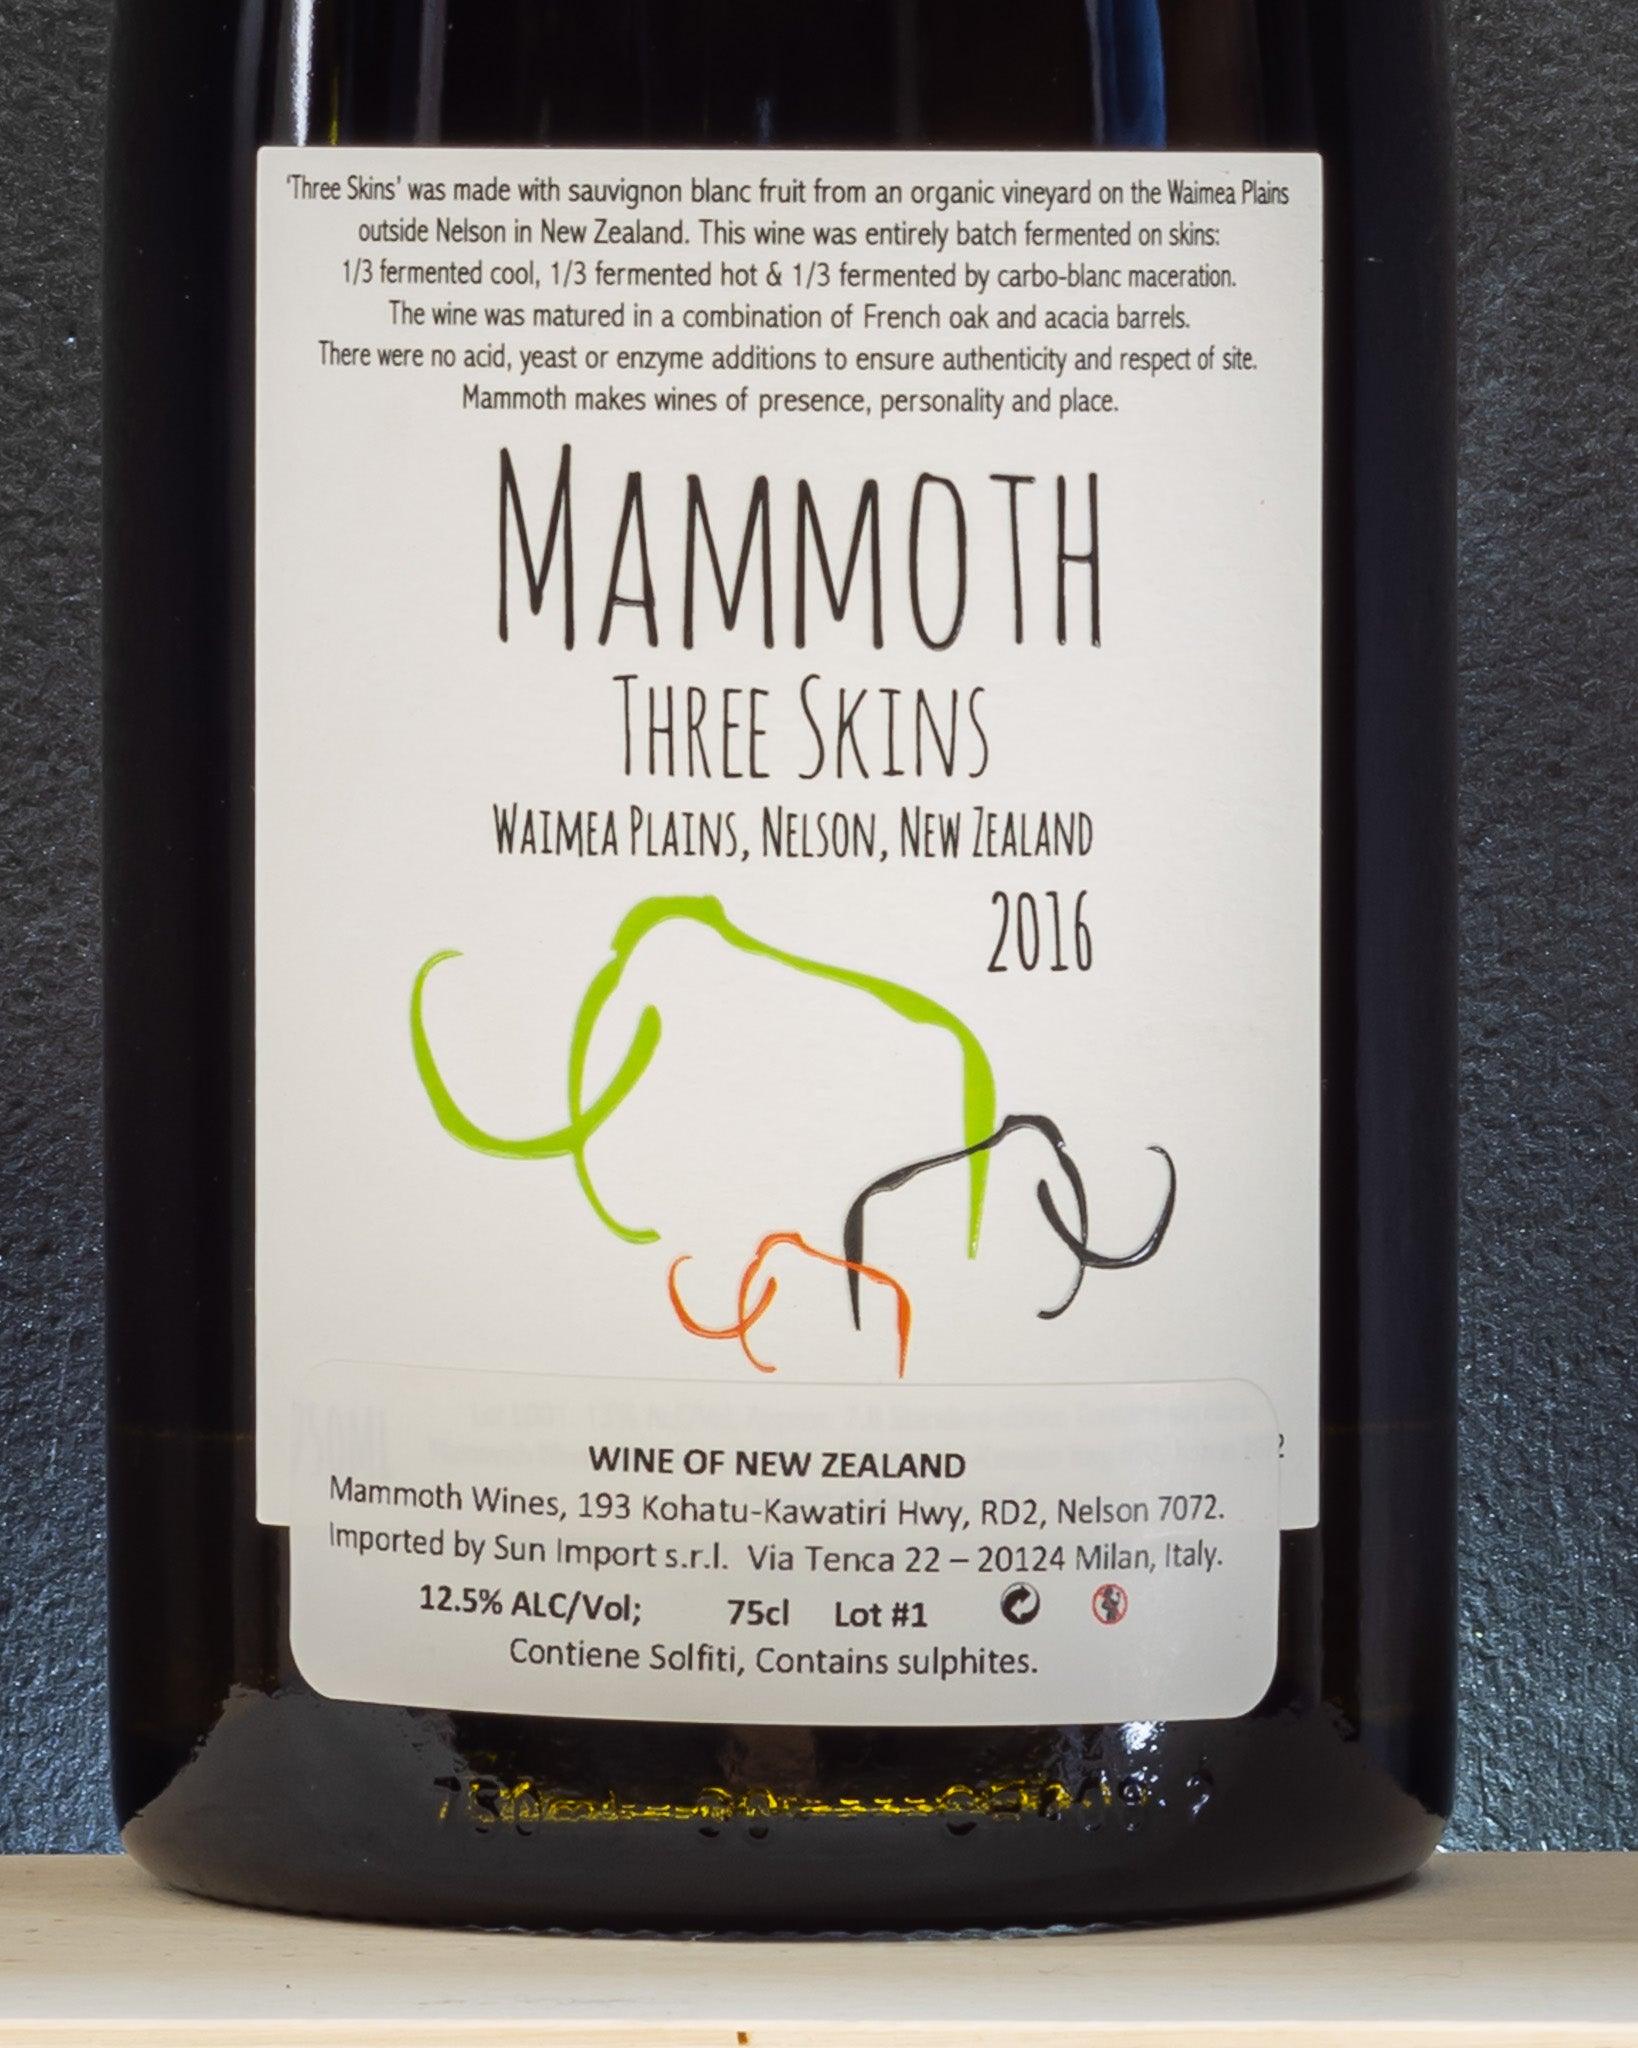 'Three Skins' was made with sauvignon blanc fruit from an organic vineyard on the Waimea Plains
outside Nelson in New Zealand. This wine was entirely batch fermented on skins:
1/3 fermented cool, 1/3 fermented hot & 1/3 fermented by carbo-blanc maceration.
The wine was matured in a combination of French oak and acacia barrels.
There were no acid, yeast or enzyme additions to ensure authenticity and respect of site.
Mammoth makes wines of presence, personality and place.
MAMMOTH
THREE SKINS
WAIMEA PLAINS, NELSON, NEW ZEALAND
2016
750ML
2
WINE OF NEW ZEALAND
Mammoth Wines, 193 Kohatu-Kawatiri Hwy, RD2, Nelson 7072.
Imported by Sun Import s.r.l. Via Tenca 22 – 20124 Milan, Italy.
12.5% ALC/Vol; 75cl Lot #1
Contiene Solfiti, Contains sulphites.
750ml